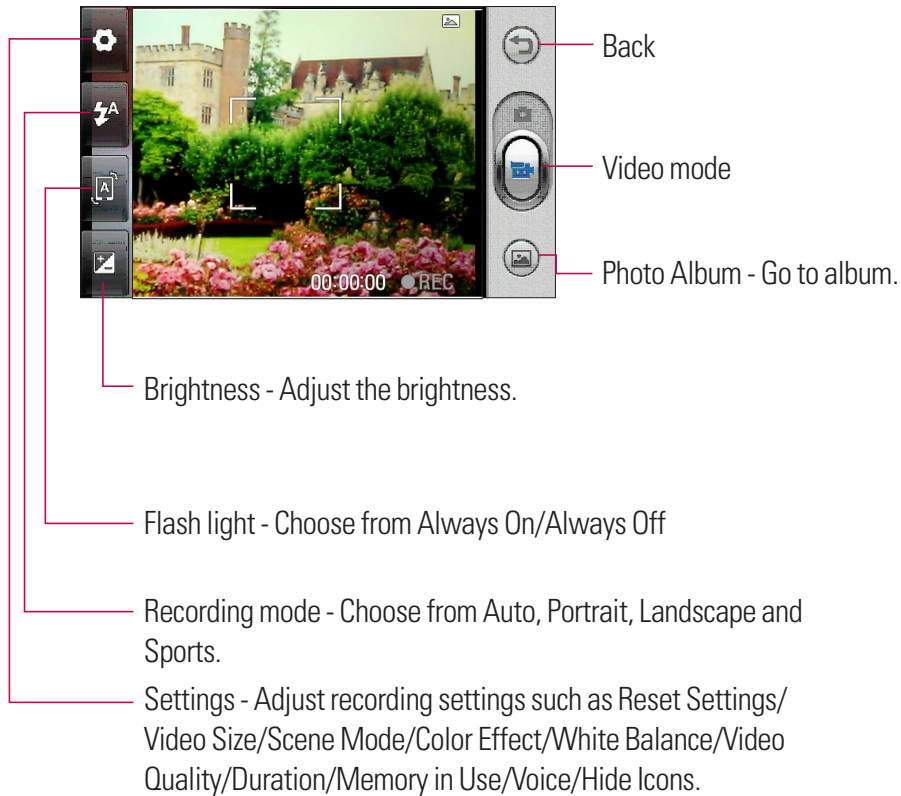 Back
A
Video mode
A
Photo Album - Go to album.
00:00:00 REC
Brightness - Adjust the brightness.
Flash light - Choose from Always On/Always Off
Recording mode - Choose from Auto, Portrait, Landscape and
Sports.
Settings - Adjust recording settings such as Reset Settings/
Video Size/Scene Mode/Color Effect/White Balance/Video
Quality/Duration/Memory in Use/Voice/Hide Icons.